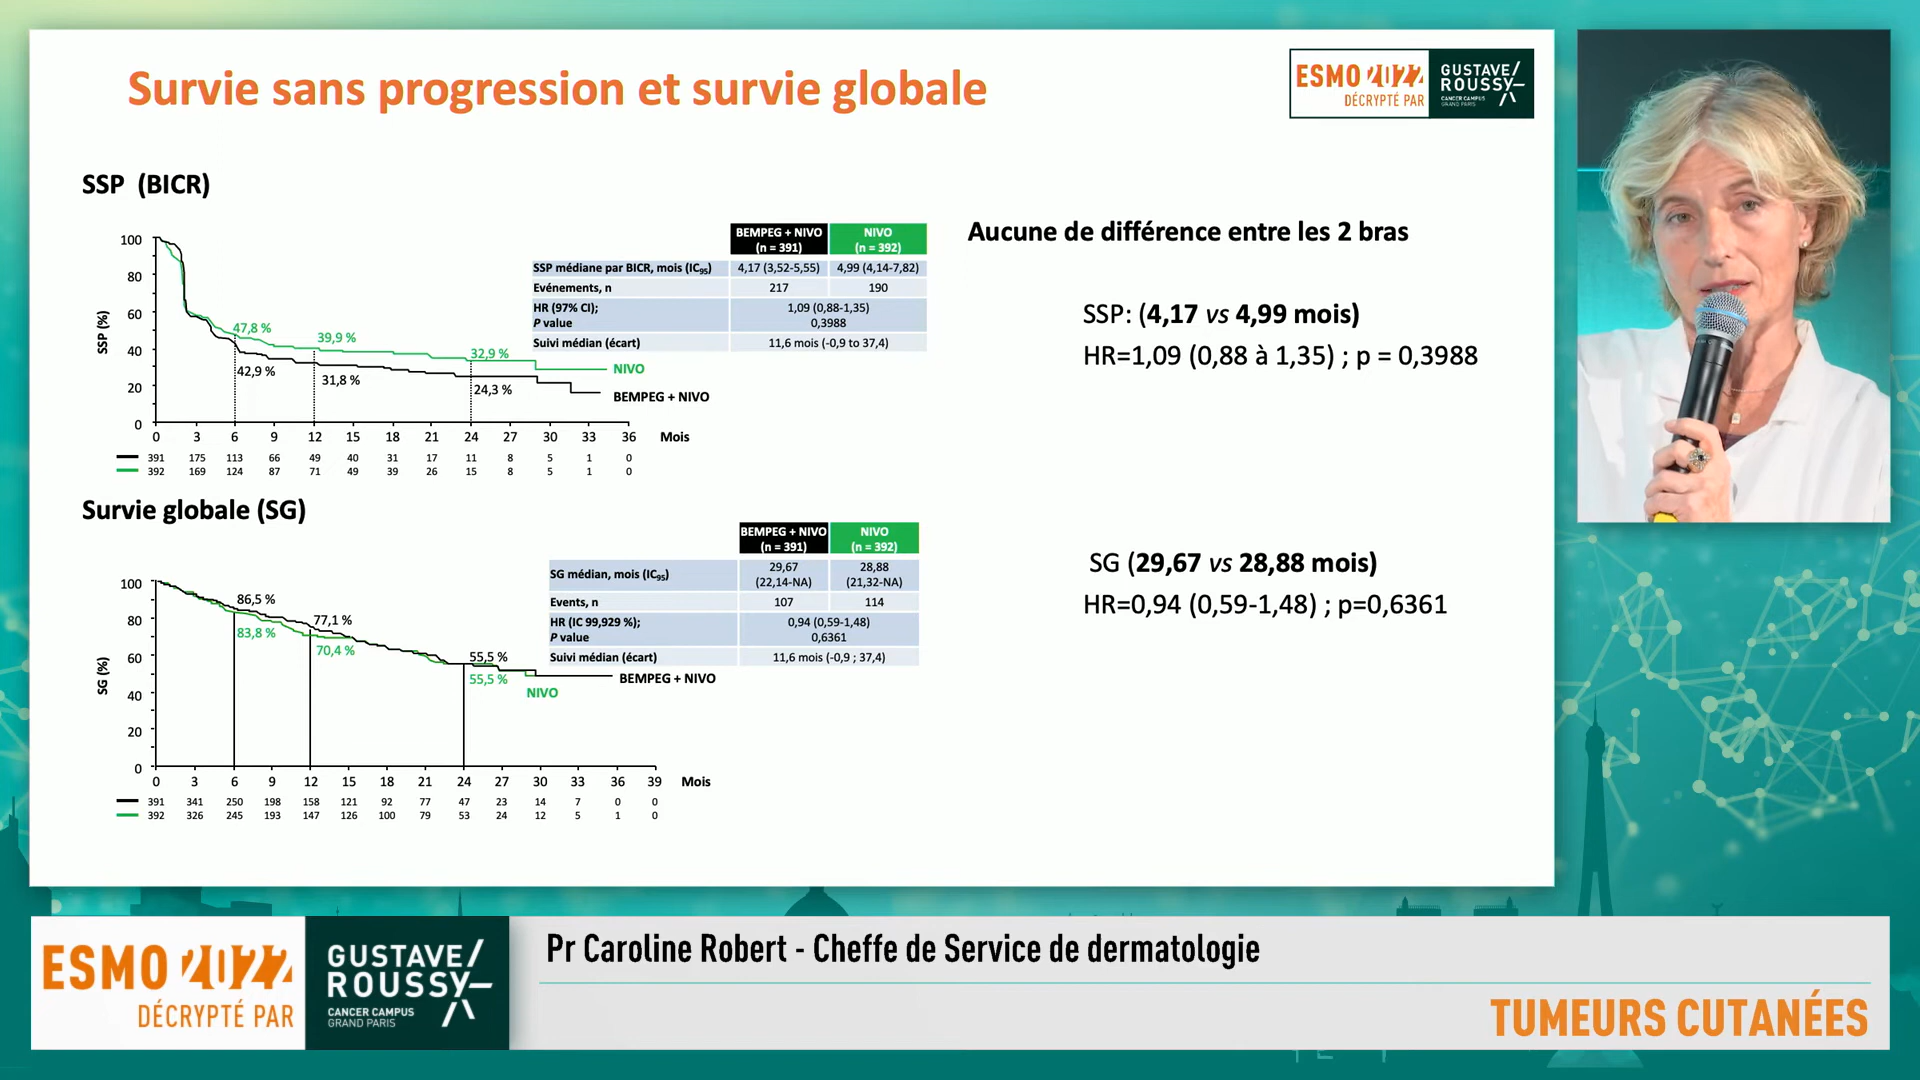 Survie sans progression et survie globale
ESMO 2022
DÉCRYPTÉ PAR
GUSTAVE/
ROUSSY
CANCER CAMPUS
GRAND PARIS
SSP (BICR)
BEMPEG + NIVO
(n = 391)
NIVO
(n = 392)
SSP médiane par BICR, mois (IC95) 4,17 (3,52-5,55) 4,99 (4,14-7,82)
Evénements, n 217 190
HR (97% CI);
P value
1,09 (0,88-1,35)
0,3988
Suivi médian (écart) 11,6 mois (-0,9 to 37,4)
SSP (%)
100
80
60
40
20
0
47,8 %
39,9 %
32,9 %
42,9 %
31,8 %
24,3 %
NIVO
BEMPEG + NIVO
0 3 6 9 12 15 18 21 24 27 30 33 36 Mois
391 175 113 66 49 40 31 17 11 8 5 1 0
392 169 124 87 71 49 39 26 15 8 5 1 0
Aucune de différence entre les 2 bras
SSP: (4,17 vs 4,99 mois)
HR=1,09 (0,88 à 1,35) ; p = 0,3988
Survie globale (SG)
BEMPEG + NIVO
(n = 391)
NIVO
(n = 392)
SG médian, mois (IC95)
29,67
(22,14-NA)
28,88
(21,32-NA)
Events, n 107 114
HR (IC 99,929 %);
P value
0,94 (0,59-1,48)
0,6361
Suivi médian (écart) 11,6 mois (-0,9 ; 37,4)
SG (%)
100
80
60
40
20
0
86,5 %
77,1 %
83,8 %
70,4 %
55,5 %
55,5 %
NIVO
BEMPEG + NIVO
0 3 6 9 12 15 18 21 24 27 30 33 36 39 Mois
391 341 250 198 158 121 92 77 47 23 14 7 0 0
392 326 245 193 147 126 100 79 53 24 12 5 1 0
SG (29,67 vs 28,88 mois)
HR=0,94 (0,59-1,48) ; p=0,6361
ESMO 2022
DÉCRYPTÉ PAR
GUSTAVE/
ROUSSY
CANCER CAMPUS
GRAND PARIS
Pr Caroline Robert - Cheffe de Service de dermatologie
TUMEURS CUTANÉES